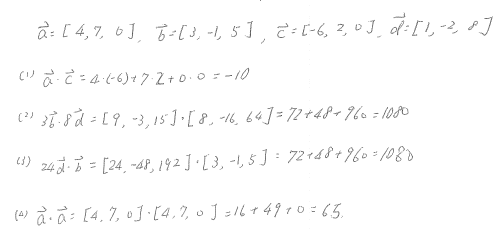 a⃗ = [4, 7, 0], b⃗ = [3, -1, 5], c⃗ = [-6, 2, 0], d⃗ = [1, -2, 8]
(1) a⃗ · c⃗ = 4·(-6) + 7·2 + 0·0 = -10
(2) 3b⃗ · 8d⃗ = [9, -3, 15]·[8, -16, 64] = 72 + 48 + 960 = 1080
(3) 24d⃗ · b⃗ = [24, -48, 192]·[3, -1, 5] = 72 + 48 + 960 = 1080
(4) a⃗ · a⃗ = [4, 7, 0]·[4, 7, 0] = 16 + 49 + 0 = 65.